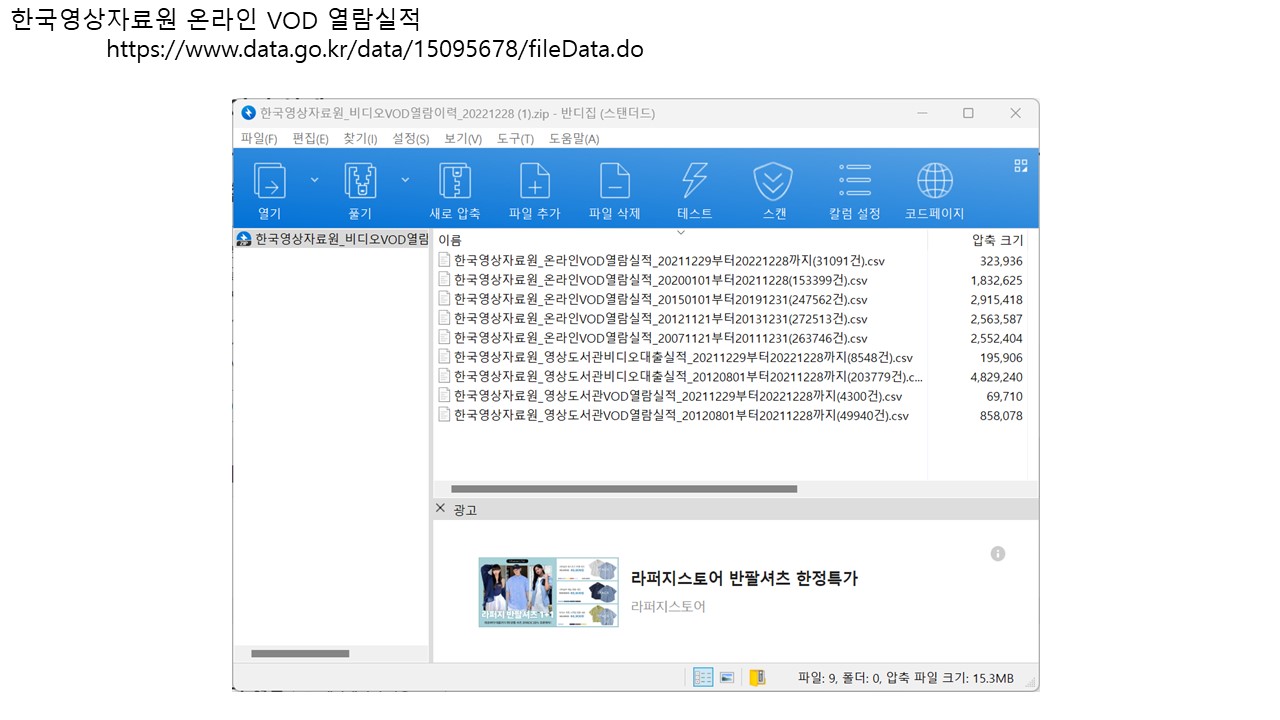 한국영상자료원 온라인 VOD 열람실적
https://www.data.go.kr/data/15095678/fileData.do
한국영상자료원_비디오VOD열람이력_20221228 (1).zip - 반디집 (스탠더드)
파일(F) 편집(E) 찾기(I) 설정(S) 보기(V) 도구(T) 도움말(A)
열기 풀기 새로 압축 파일 추가 파일 삭제 테스트 스캔 칼럼 설정 코드페이지
한국영상자료원_비디오VOD열람
이름 압축 크기
한국영상자료원_온라인VOD열람실적_20211229부터20221228까지(31091건).csv 323,936
한국영상자료원_온라인VOD열람실적_20200101부터20211228(153399건).csv 1,832,625
한국영상자료원_온라인VOD열람실적_20150101부터20191231(247562건).csv 2,915,418
한국영상자료원_온라인VOD열람실적_20121121부터20131231(272513건).csv 2,563,587
한국영상자료원_온라인VOD열람실적_20071121부터20111231(263746건).csv 2,552,404
한국영상자료원_영상도서관비디오대출실적_20211229부터20221228까지(8548건).csv 195,906
한국영상자료원_영상도서관비디오대출실적_20120801부터20211228까지(203779건).c... 4,829,240
한국영상자료원_영상도서관VOD열람실적_20211229부터20221228까지(4300건).csv 69,710
한국영상자료원_영상도서관VOD열람실적_20120801부터20211228까지(49940건).csv 858,078
광고
라퍼지 반팔셔츠 1+1
라퍼지스토어 반팔셔츠 한정특가
라퍼지스토어
파일: 9, 폴더: 0, 압축 파일 크기: 15.3MB